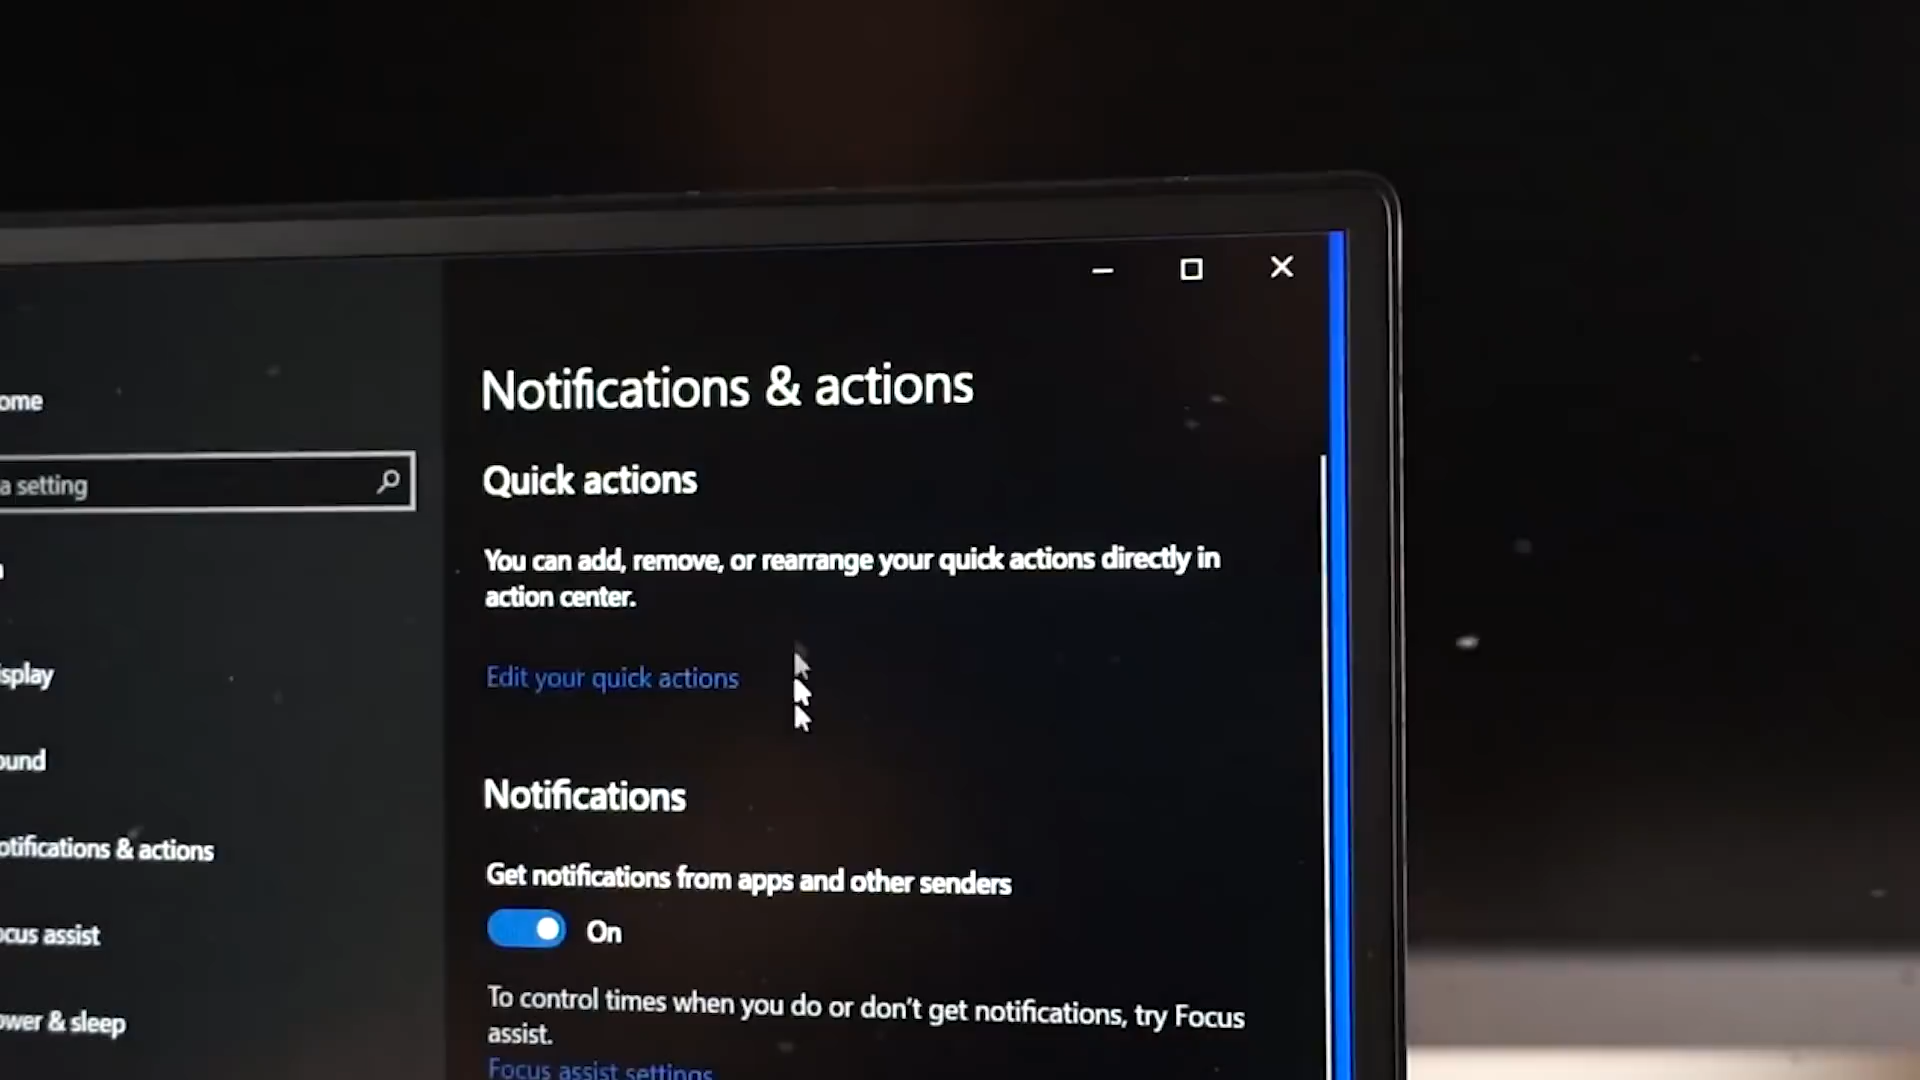 ome
a setting
isplay
ound
otifications & actions
ocus assist
ower & sleep
Notifications & actions
Quick actions
You can add, remove, or rearrange your quick actions directly in
action center.
Edit your quick actions
Notifications
Get notifications from apps and other senders
On
To control times when you do or don't get notifications, try Focus
assist.
Focus assist settings